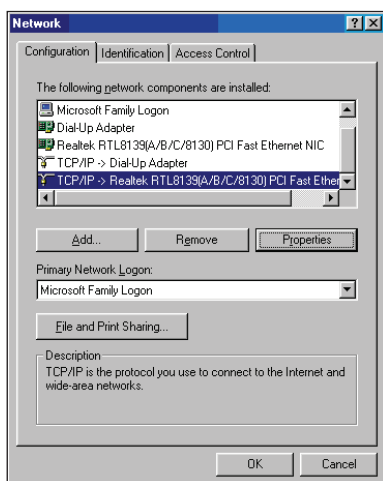 Network
Configuration Identification Access Control
The following network components are installed:
Microsoft Family Logon
Dial-Up Adapter
Realtek RTL8139(A/B/C/8130) PCI Fast Ethernet NIC
TCP/IP -> Dial-Up Adapter
TCP/IP -> Realtek RTL8139(A/B/C/8130) PCI Fast Ether
Add... Remove Properties
Primary Network Logon:
Microsoft Family Logon
File and Print Sharing...
Description
TCP/IP is the protocol you use to connect to the Internet and
wide-area networks.
OK Cancel